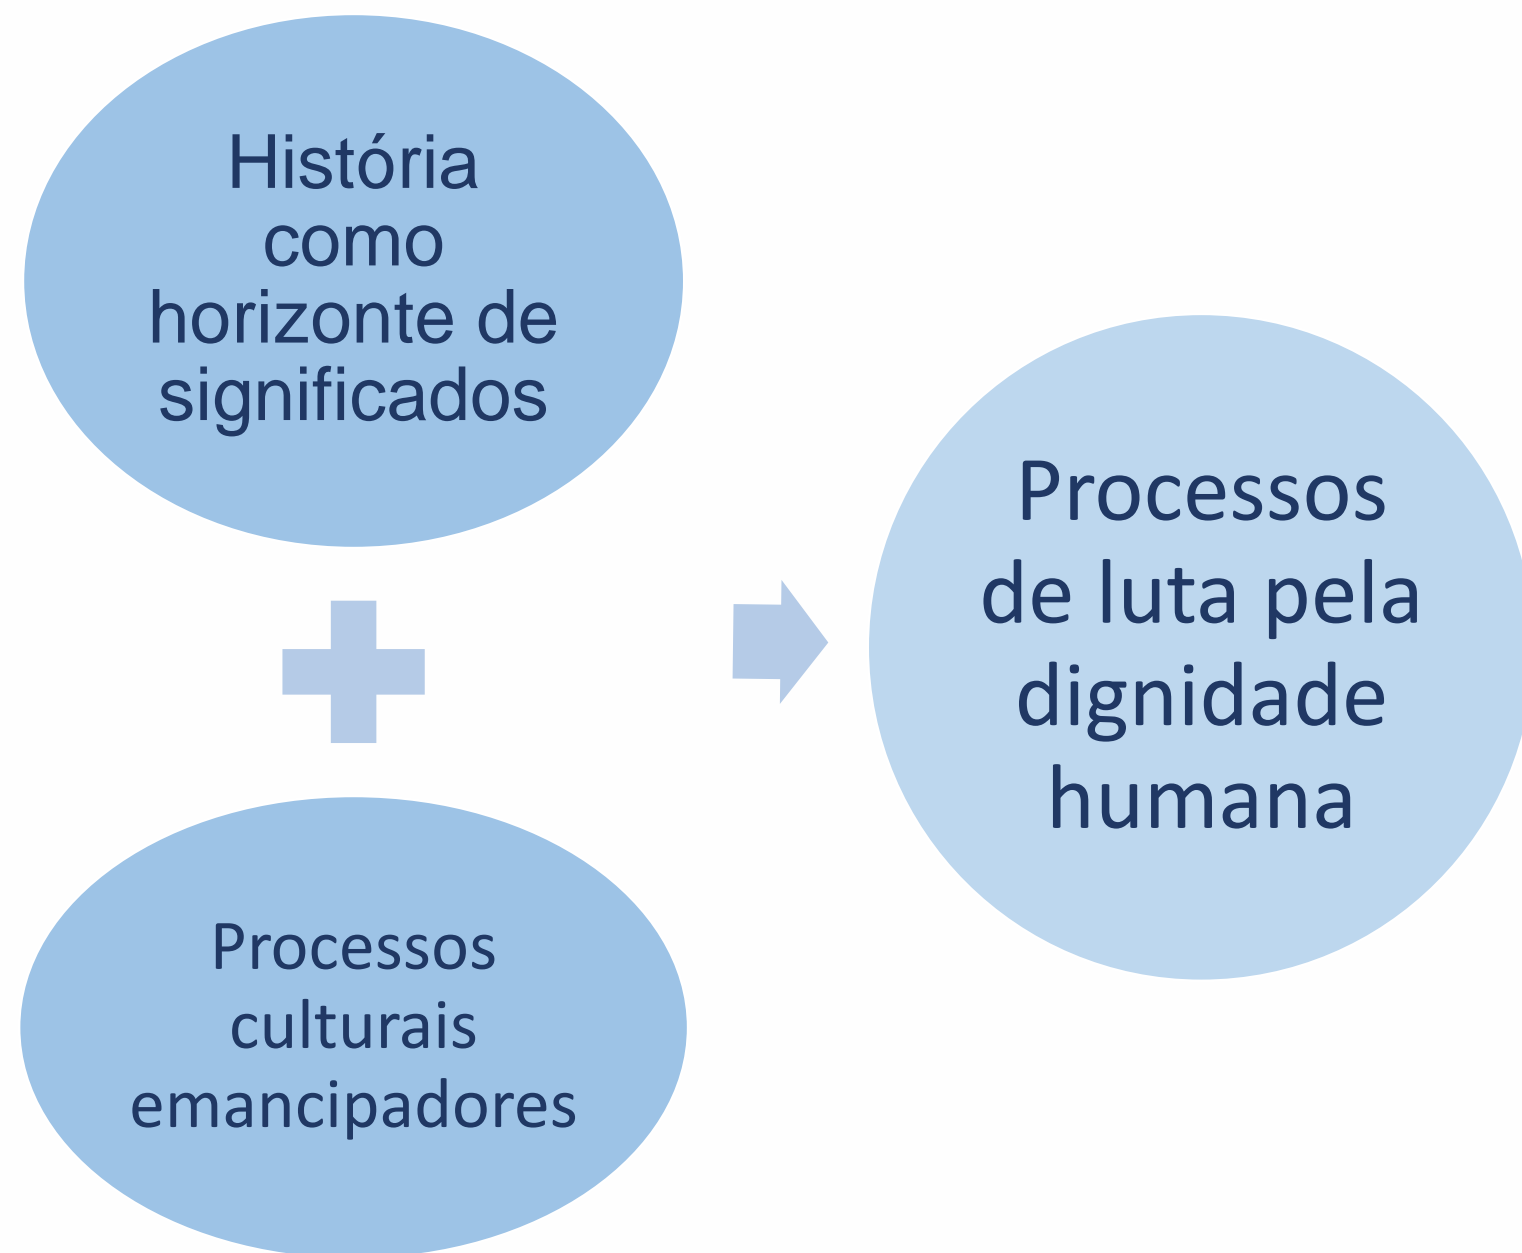 História
como
horizonte de
significados
Processos
culturais
emancipadores
Processos
de luta pela
dignidade
humana